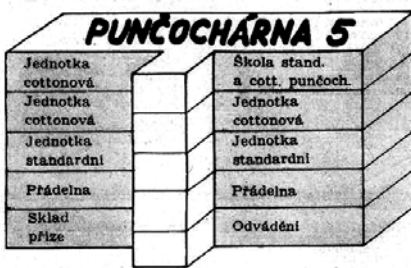 PUNČOCHÁRNA 5
Jednotka
cottonová
Jednotka
cottonová
Jednotka
standardní
Přádelna
Sklad
příze
Škola stand.
a cott. punčoch.
Jednotka
cottonová
Jednotka
standardní
Přádelna
Odvádění